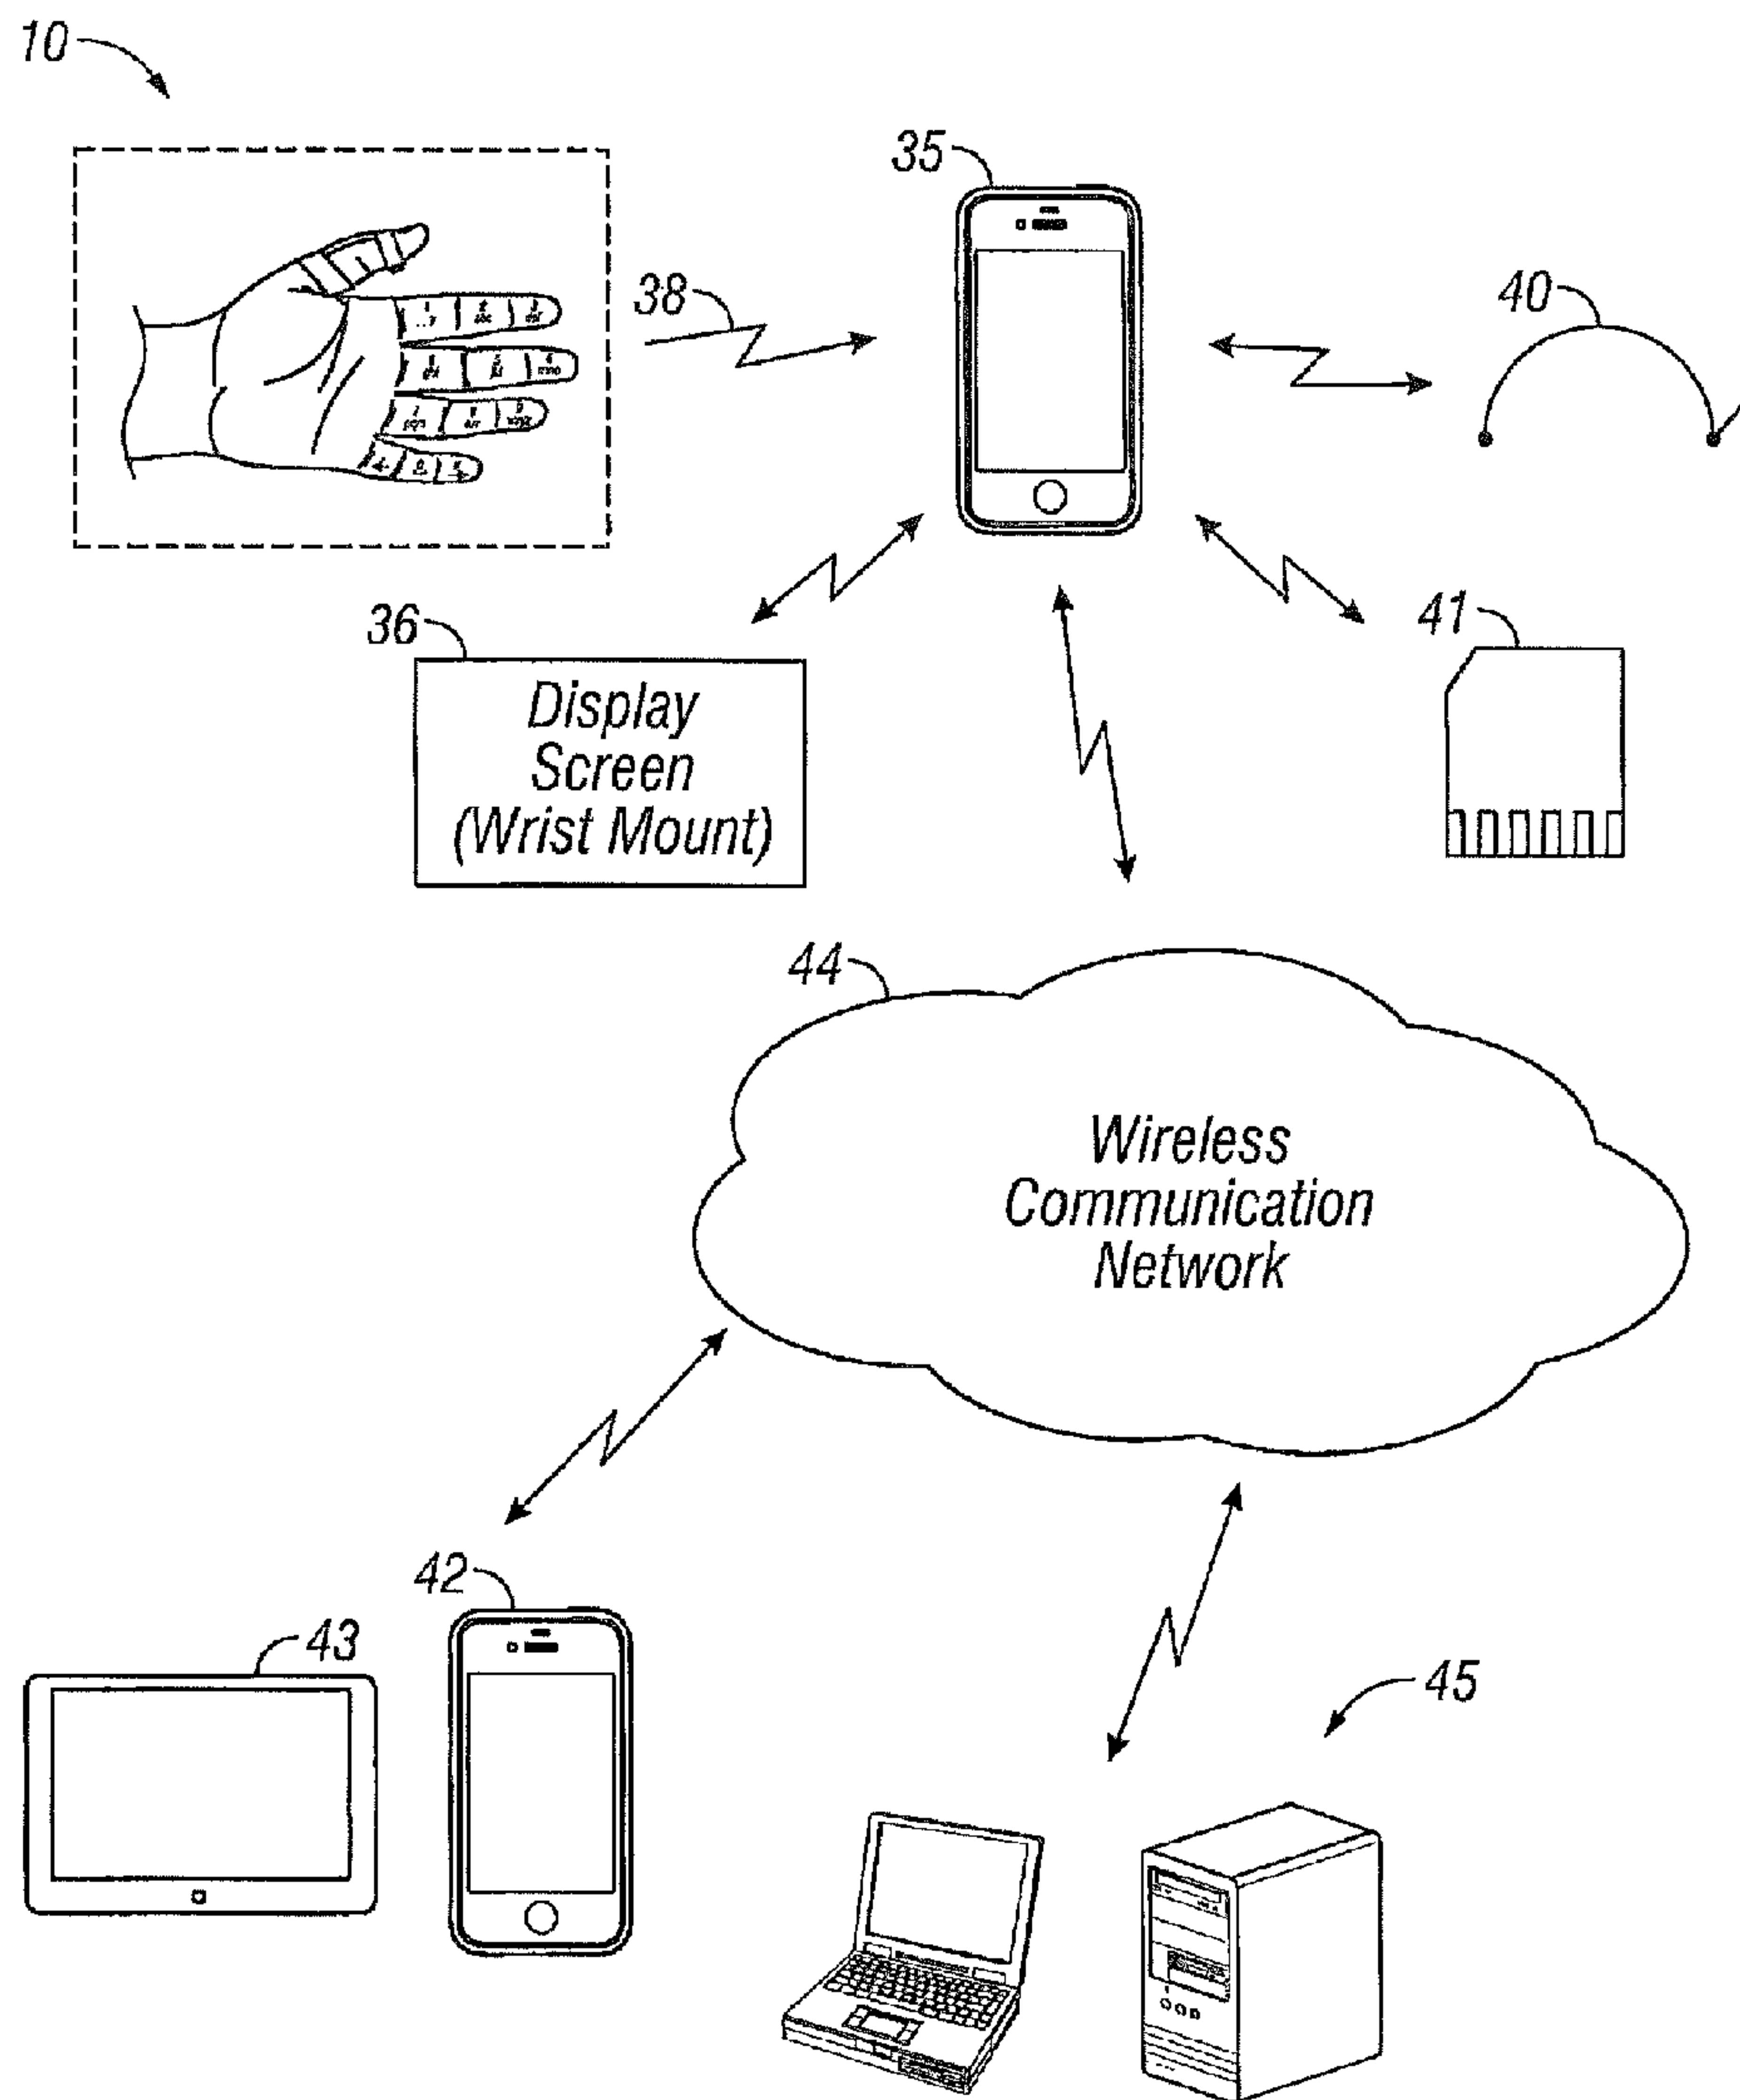 10
35
38
40
36
Display
Screen
(Wrist Mount)
41
44
Wireless
Communication
Network
42
43
45